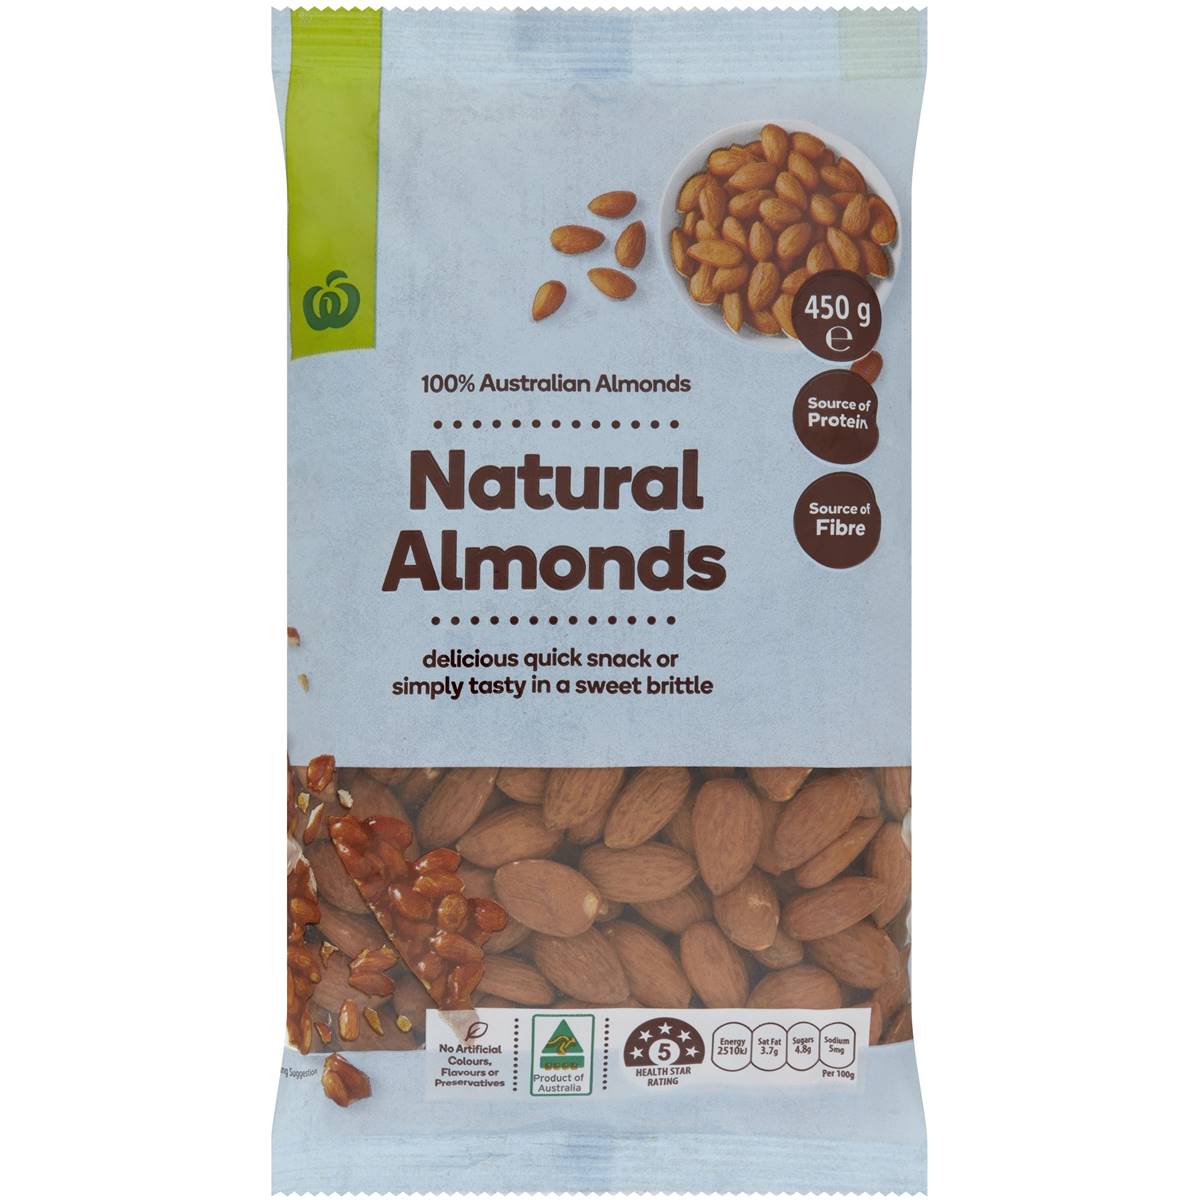 450 g
e
100% Australian Almonds
Source of
Protein
Natural
Almonds
Source of
Fibre
delicious quick snack or
simply tasty in a sweet brittle
No Artificial
Colours,
Flavours or
Preservatives
Product of
Australia
5
HEALTH STAR
RATING
Energy
2510kJ
Sat Fat
3.7g
Sugars
4.8g
Sodium
5mg
Per 100g
Suggestion